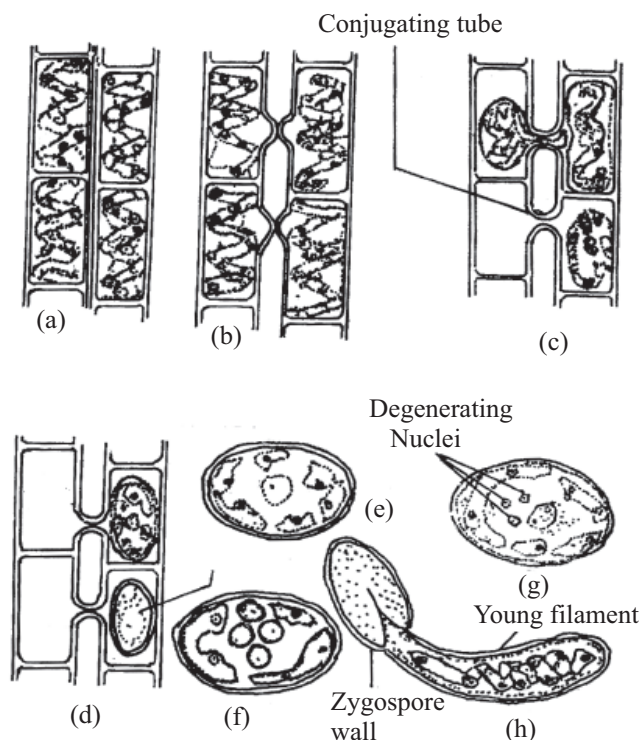 Conjugating tube
(a)
(b)
(c)
Degenerating
Nuclei
(e)
(g)
Young filament
(d)
(f)
Zygospore
wall
(h)